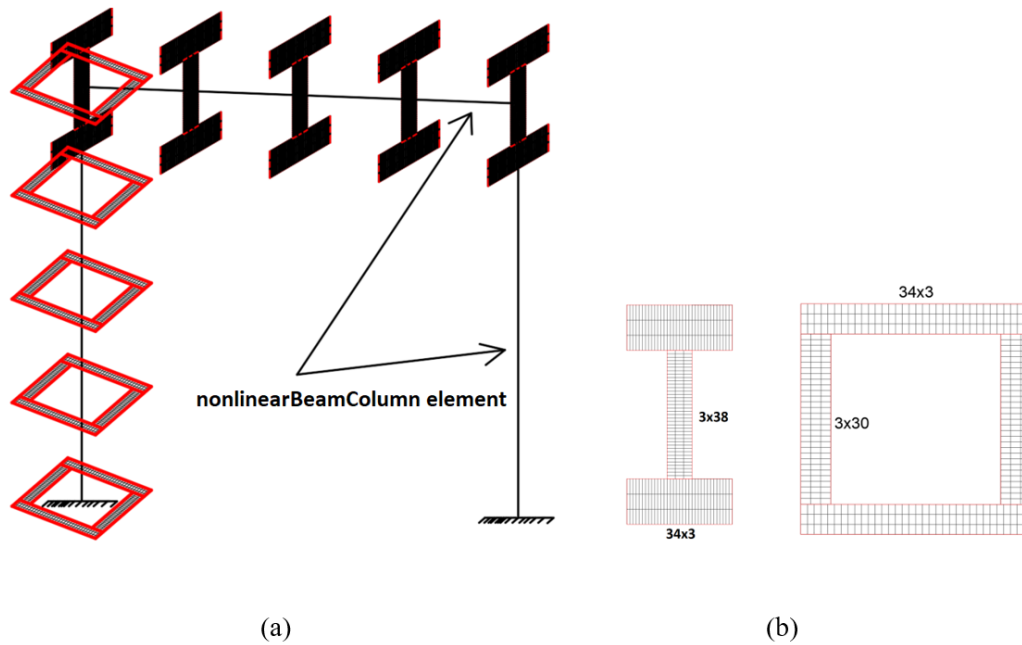 34x3
nonlinearBeamColumn element
3x38
3x30
34x3
(a)
(b)